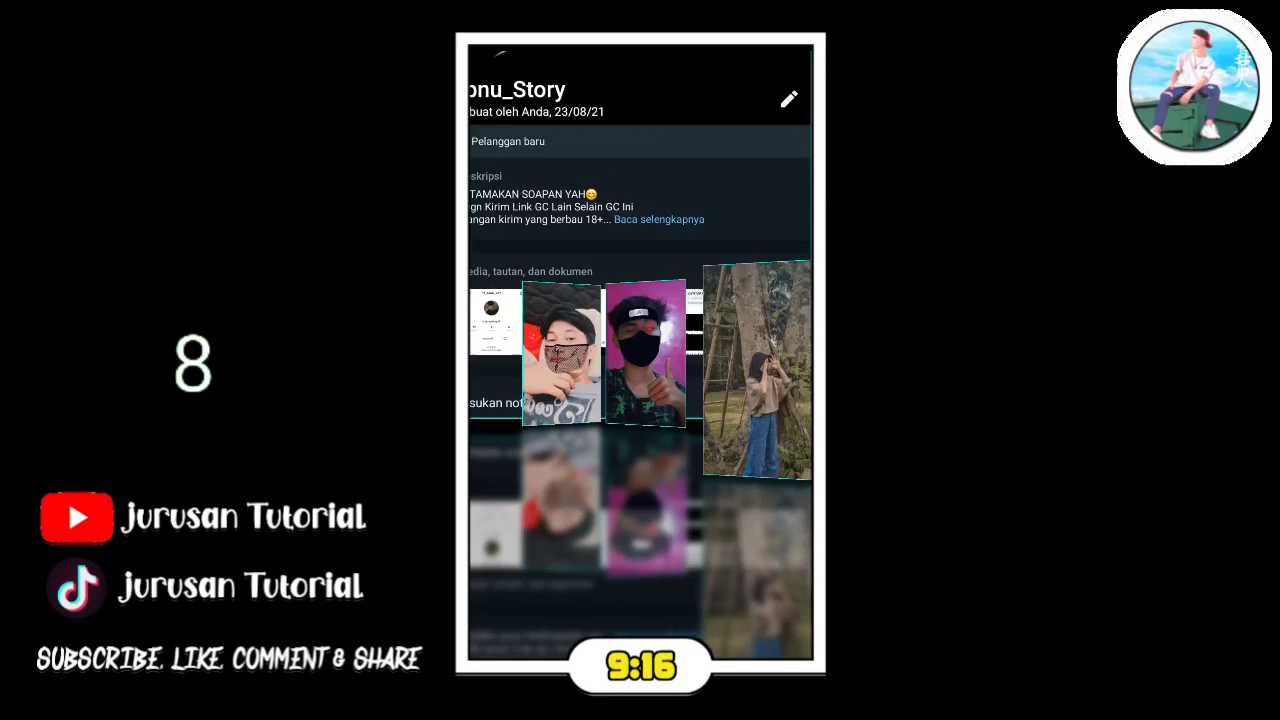 bnu_Story
buat oleh Anda, 23/08/21
Pelanggan baru
skripsi
TAMAKAN SOAPAN YAH😊
gn Kirim Link GC Lain Selain GC Ini
angan kirim yang berbau 18+... Baca selengkapnya
edia, tautan, dan dokumen
sukan not
8
jurusan Tutorial
jurusan Tutorial
SUBSCRIBE, LIKE, COMMENT & SHARE
9:16